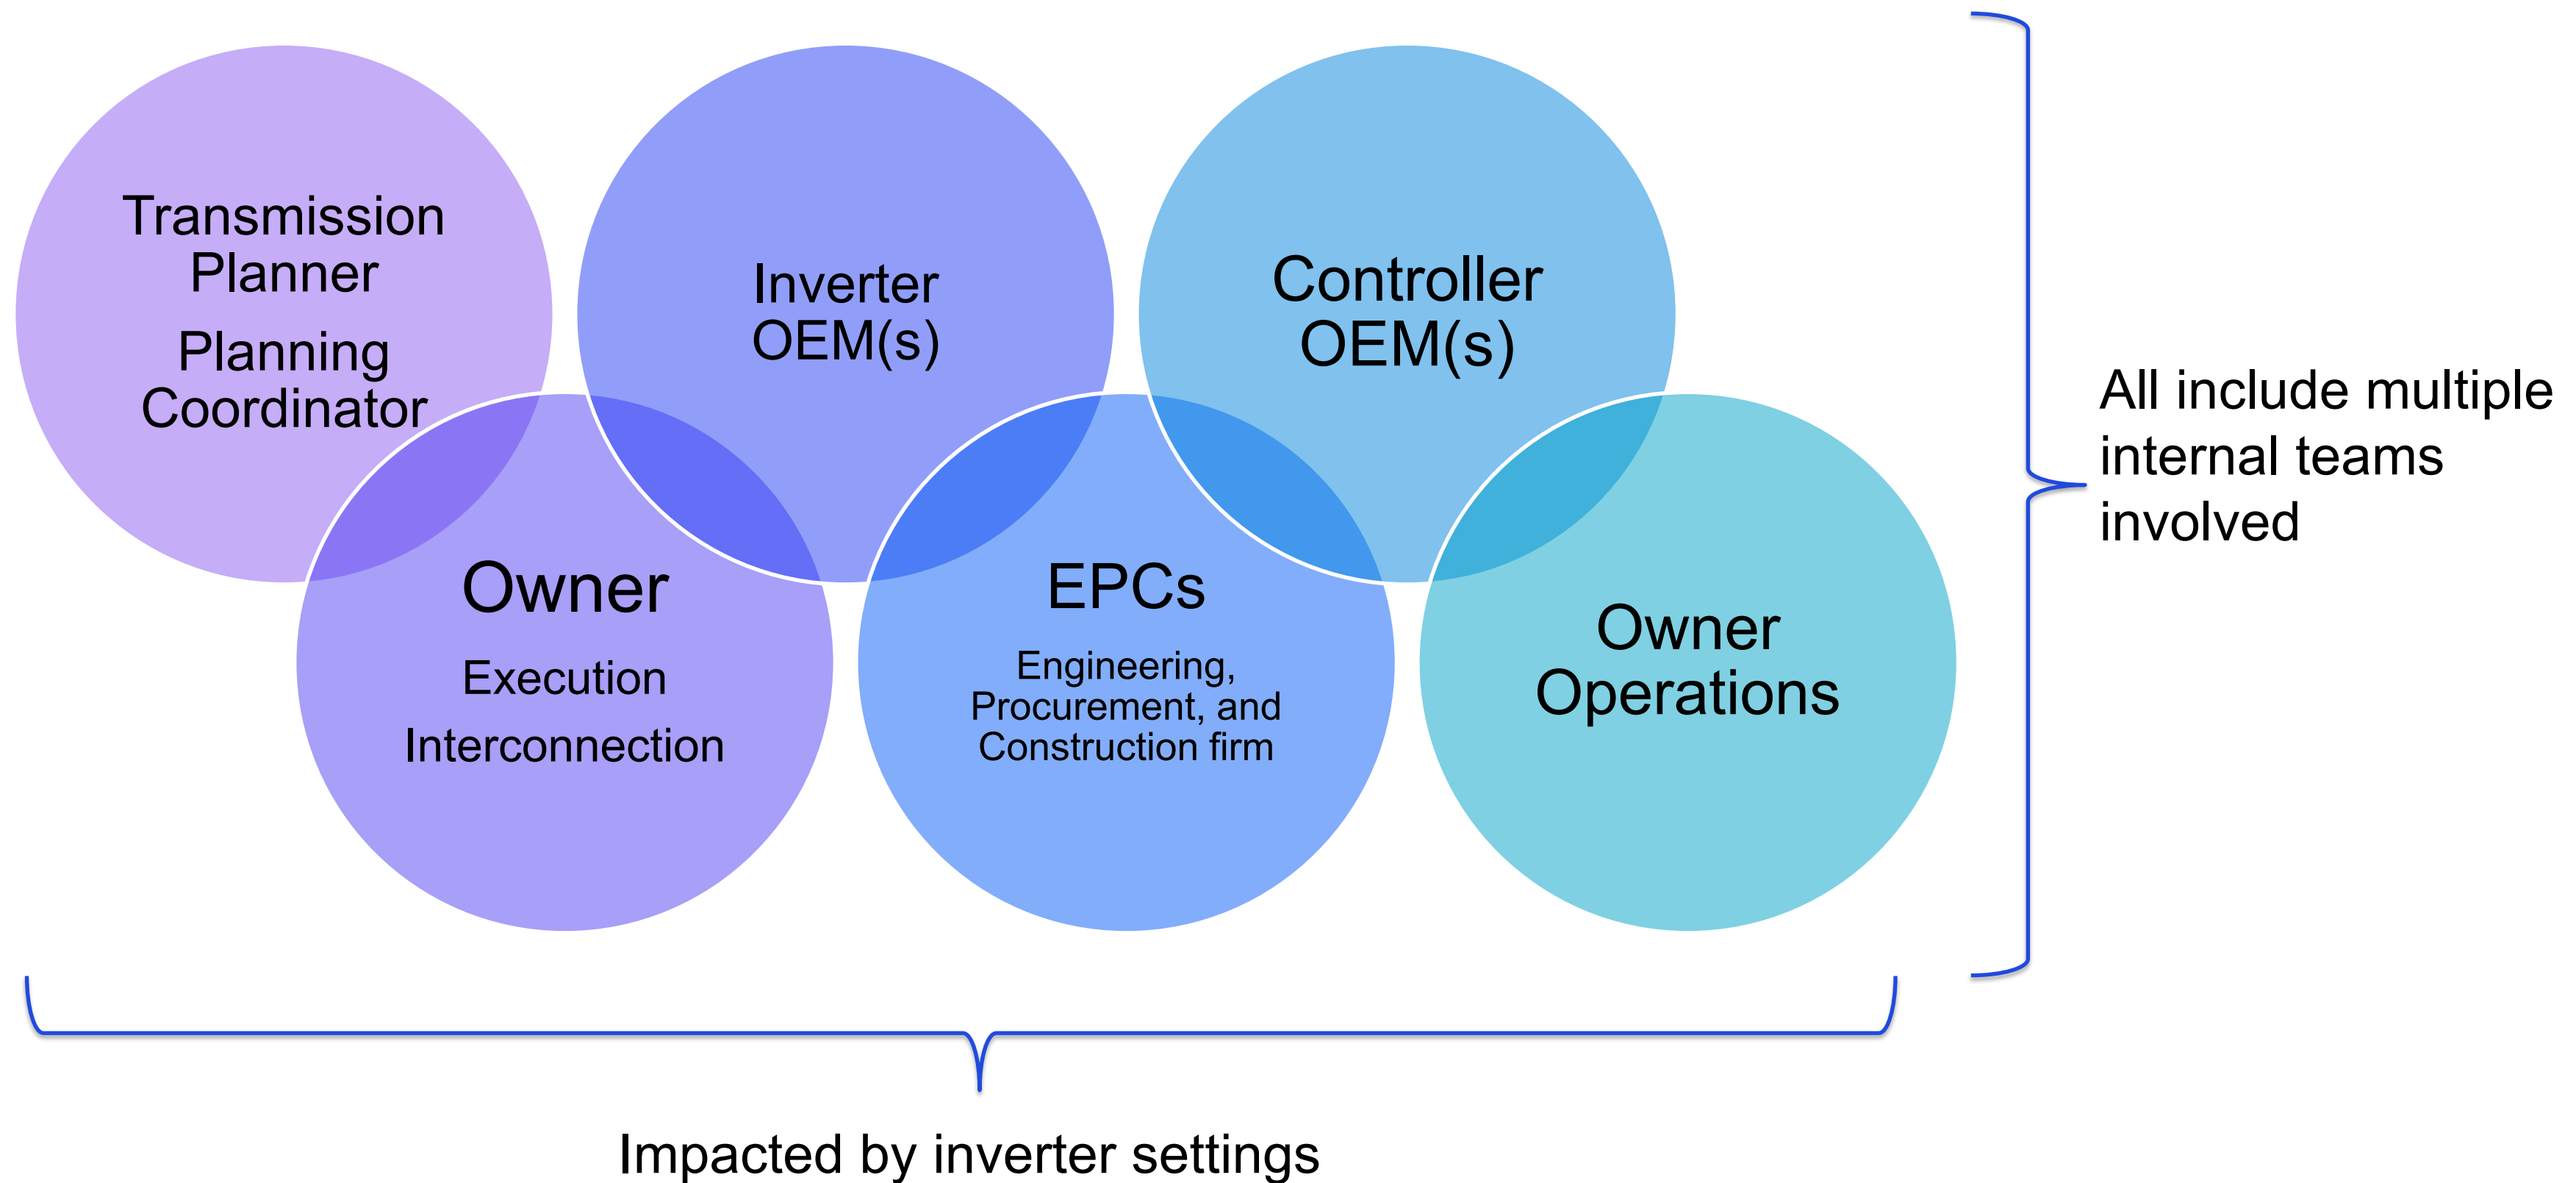 Transmission
Planner
Planning
Coordinator
Owner
Execution
Interconnection
Inverter
OEM(s)
EPCs
Engineering,
Procurement, and
Construction firm
Controller
OEM(s)
Owner
Operations
All include multiple
internal teams
involved
Impacted by inverter settings